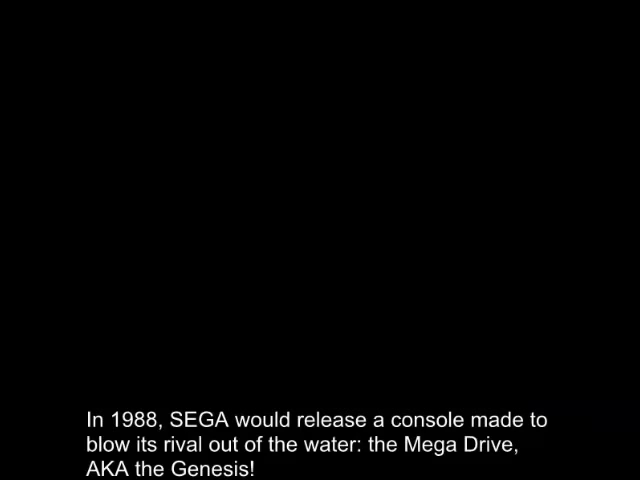 In 1988, SEGA would release a console made to
blow its rival out of the water: the Mega Drive,
AKA the Genesis!